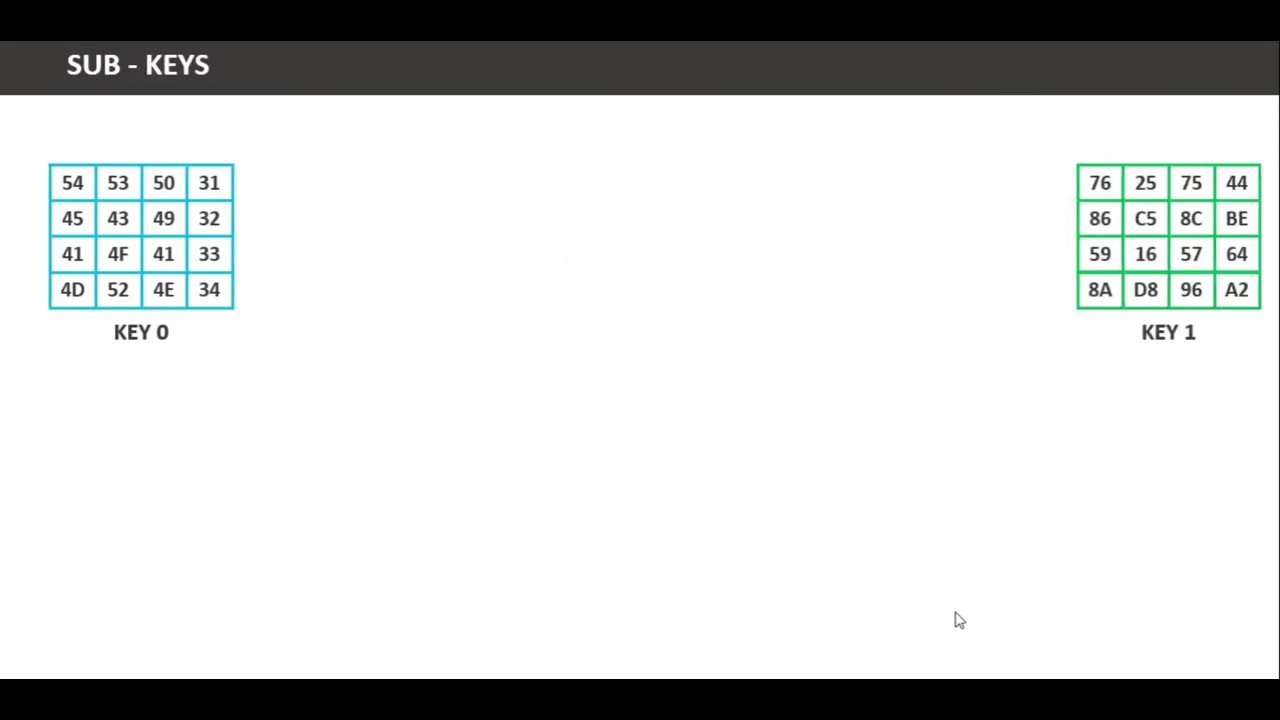 SUB - KEYS
54 53 50 31
45 43 49 32
41 4F 41 33
4D 52 4E 34
KEY 0
76 25 75 44
86 C5 8C BE
59 16 57 64
8A D8 96 A2
KEY 1